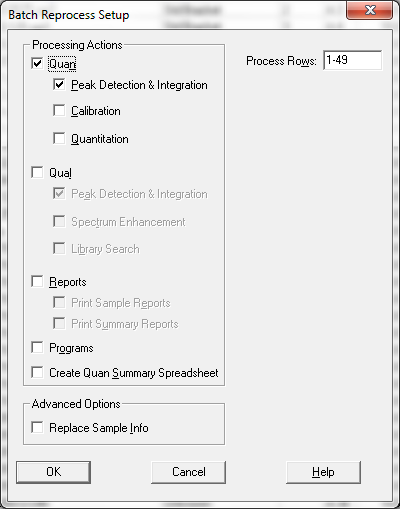 Batch Reprocess Setup
Processing Actions
Quan
Process Rows: 1-49
Peak Detection & Integration
Calibration
Quantitation
Qual
Peak Detection & Integration
Spectrum Enhancement
Library Search
Reports
Print Sample Reports
Print Summary Reports
Programs
Create Quan Summary Spreadsheet
Advanced Options
Replace Sample Info
OK
Cancel
Help